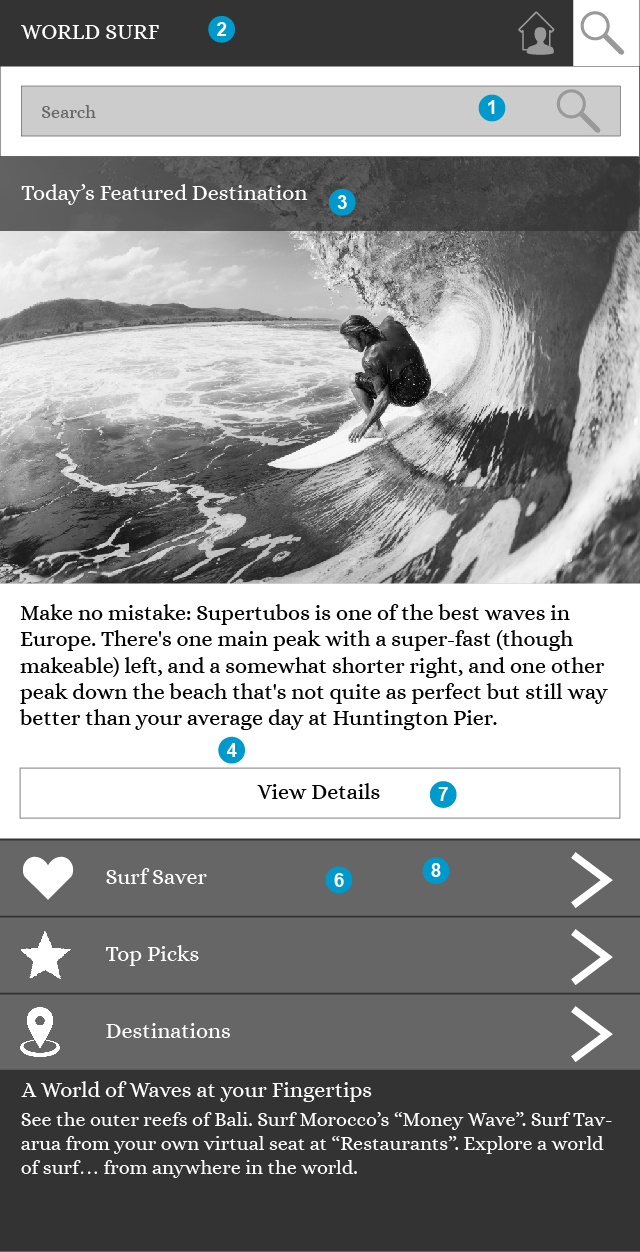 WORLD SURF 2
Search 1
Today’s Featured Destination 3
Make no mistake: Supertubos is one of the best waves in
Europe. There's one main peak with a super-fast (though
makeable) left, and a somewhat shorter right, and one other
peak down the beach that's not quite as perfect but still way
better than your average day at Huntington Pier.
4
View Details 7
Surf Saver 6 8
Top Picks
Destinations
A World of Waves at your Fingertips
See the outer reefs of Bali. Surf Morocco’s “Money Wave”. Surf Tav-
arua from your own virtual seat at “Restaurants”. Explore a world
of surf… from anywhere in the world.